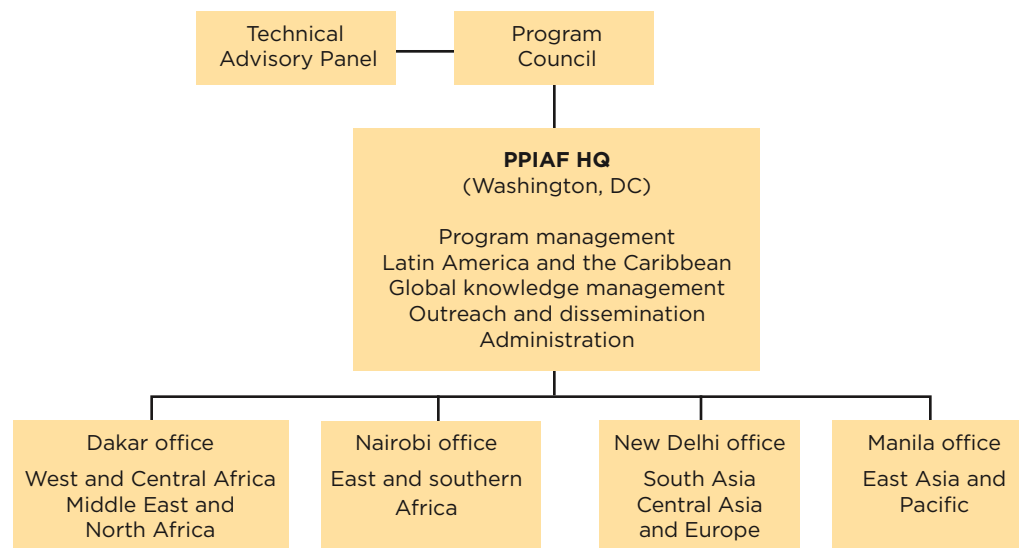 Technical
Advisory Panel
Program
Council
PPIAF HQ
(Washington, DC)
Program management
Latin America and the Caribbean
Global knowledge management
Outreach and dissemination
Administration
Dakar office
West and Central Africa
Middle East and
North Africa
Nairobi office
East and southern
Africa
New Delhi office
South Asia
Central Asia
and Europe
Manila office
East Asia and
Pacific